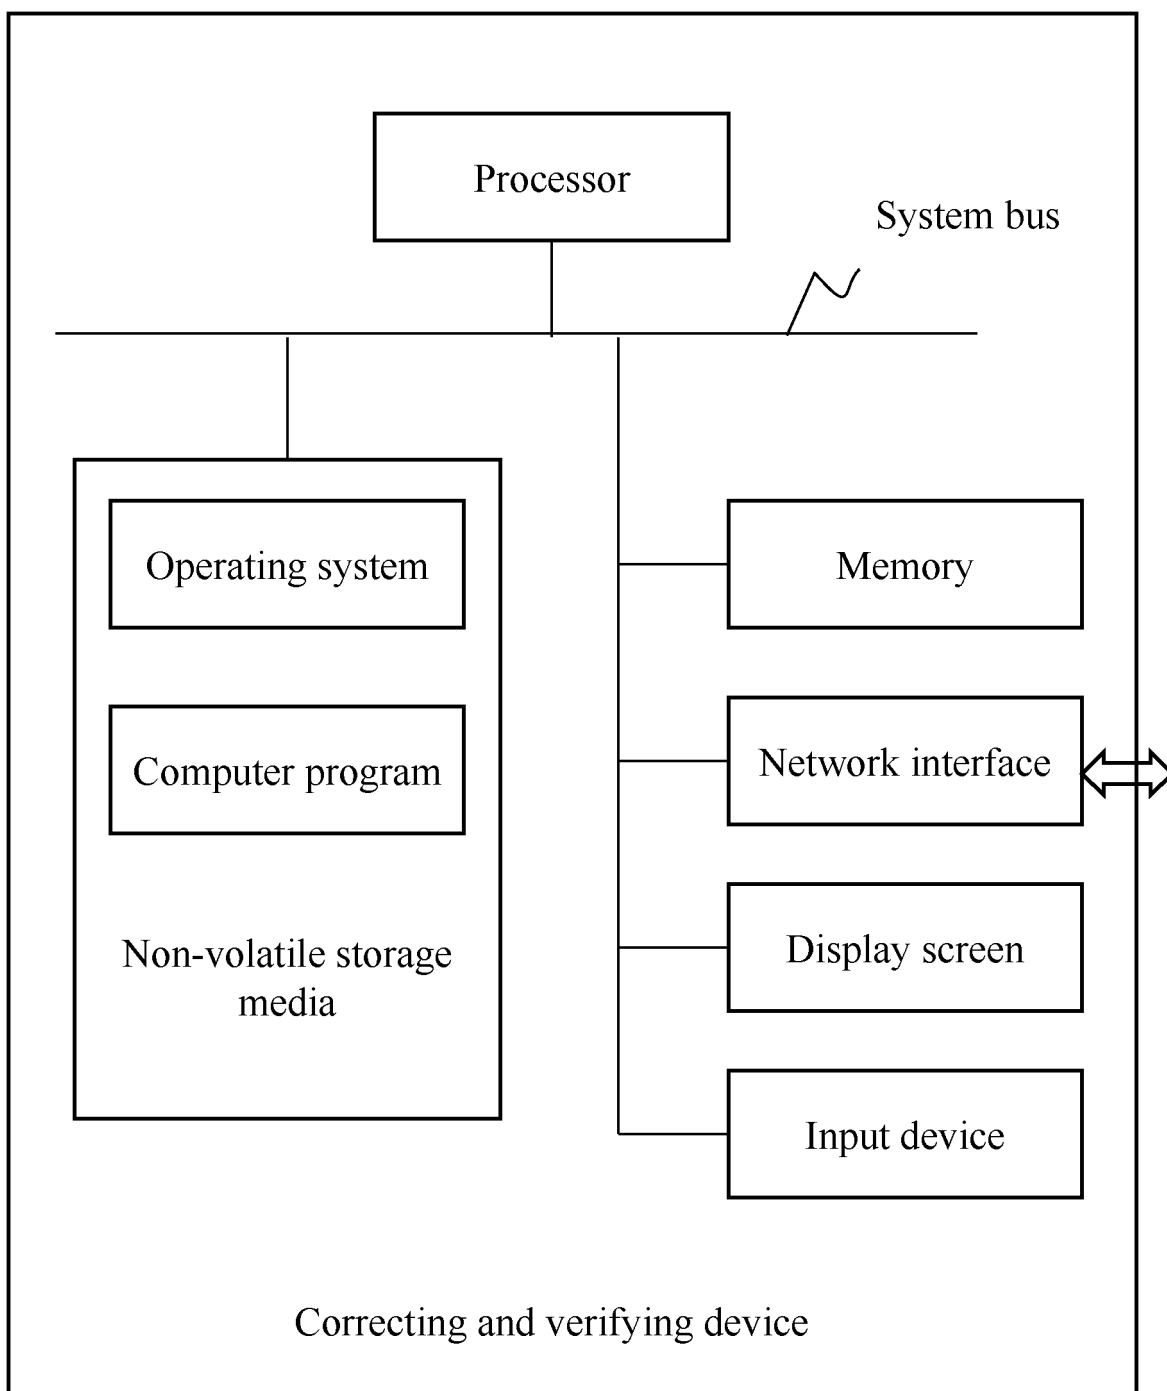 Processor
System bus
Operating system
Memory
Computer program
Network interface
Non-volatile storage
media
Display screen
Input device
Correcting and verifying device